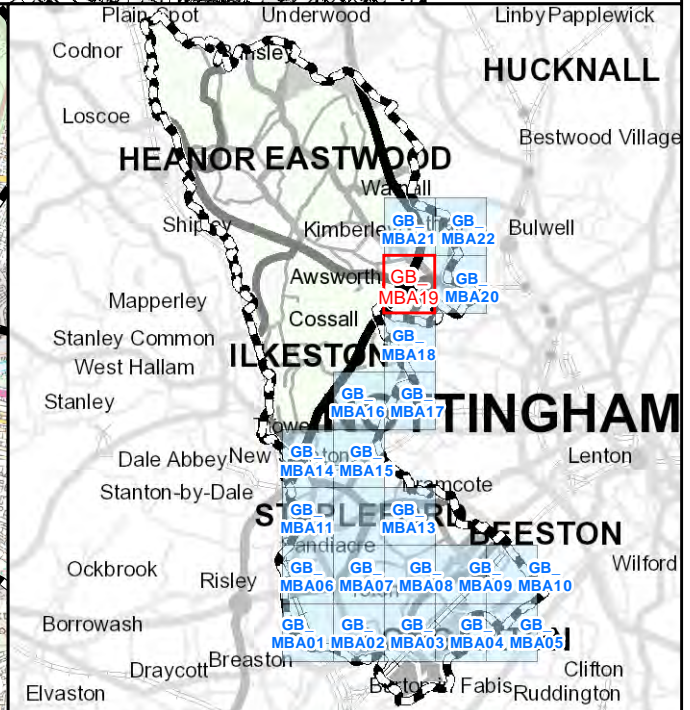 Plain Spot
Underwood
Linby
Papplewick
Codnor
HUCKNALL
Loscoe
Bestwood Village
HEANOR
EASTWOOD
Shipley
Kimberley
GB_
MBA21
GB_
MBA22
Bulwell
Awsworth
GB_
MBA19
GB_
MBA20
Mapperley
Cossall
Stanley Common
GB_
MBA18
West Hallam
ILKESTON
Stanley
GB_
MBA16
GB_
MBA17
TTINGHAM
Dale Abbey
New
GB_
MBA14
GB_
MBA15
Lenton
Stanton-by-Dale
GB_
MBA11
GB_
MBA13
BEESTON
Ockbrook
Risley
GB_
MBA06
GB_
MBA07
GB_
MBA08
GB_
MBA09
GB_
MBA10
Wilford
Borrowash
GB_
MBA01
GB_
MBA02
GB_
MBA03
GB_
MBA04
GB_
MBA05
Draycott
Breaston
Clifton
Elvaston
Fabis
Ruddington